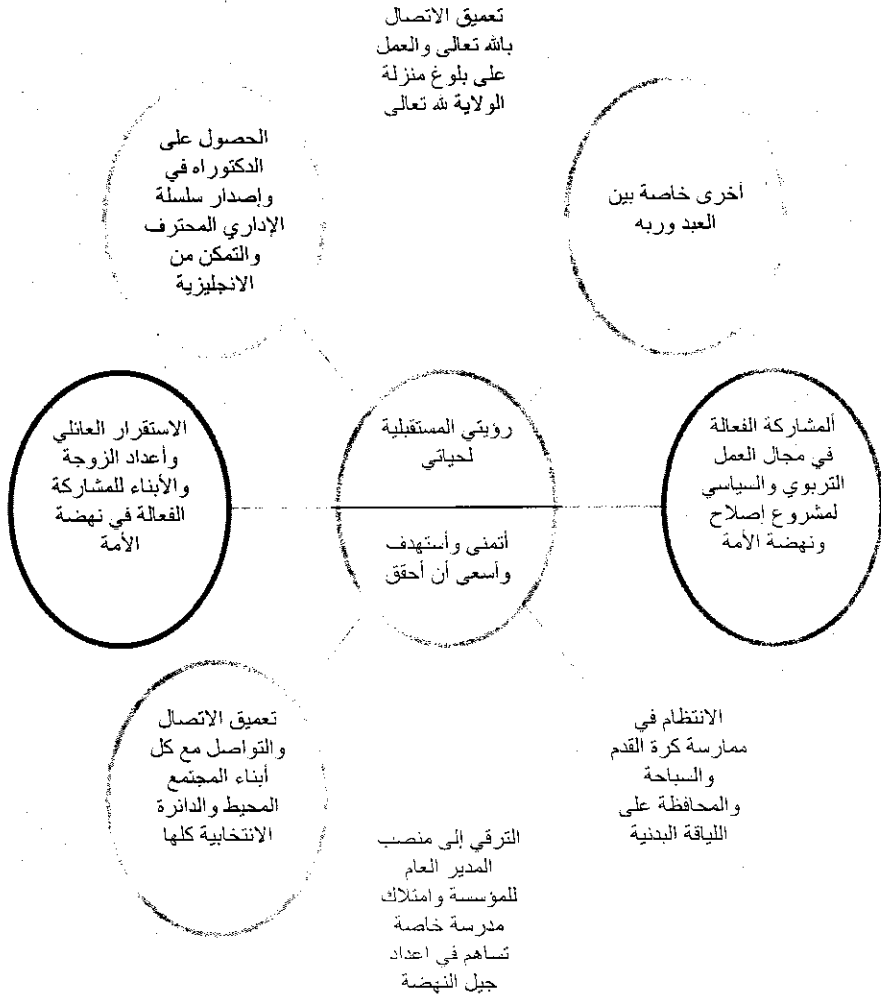 تعميق الاتصال
بالله تعالى والعمل
على بلوغ منزلة
الولاية لله تعالى
أخرى خاصة بين
العبد وربه
الحصول على
الدكتوراه في
وإصدار سلسلة
الإداري المحترف
والتمكن من
الانجليزية
ألمشاركة الفعالة
في مجال العمل
التربوي والسياسي
لمشروع إصلاح
ونهضة الأمة
رؤيتي المستقبلية
لحياتي
أتمنى وأستهدف
وأسعى أن أحقق
الاستقرار العائلي
وأعداد الزوجة
والأبناء للمشاركة
الفعالة في نهضة
الأمة
الانتظام في
ممارسة كرة القدم
والسباحة
والمحافظة على
اللياقة البدنية
تعميق الاتصال
والتواصل مع كل
أبناء المجتمع
المحيط والدائرة
الانتخابية كلها
الترقي إلى منصب
المدير العام
للمؤسسة وامتلاك
مدرسة خاصة
تساهم في اعداد
جيل النهضة